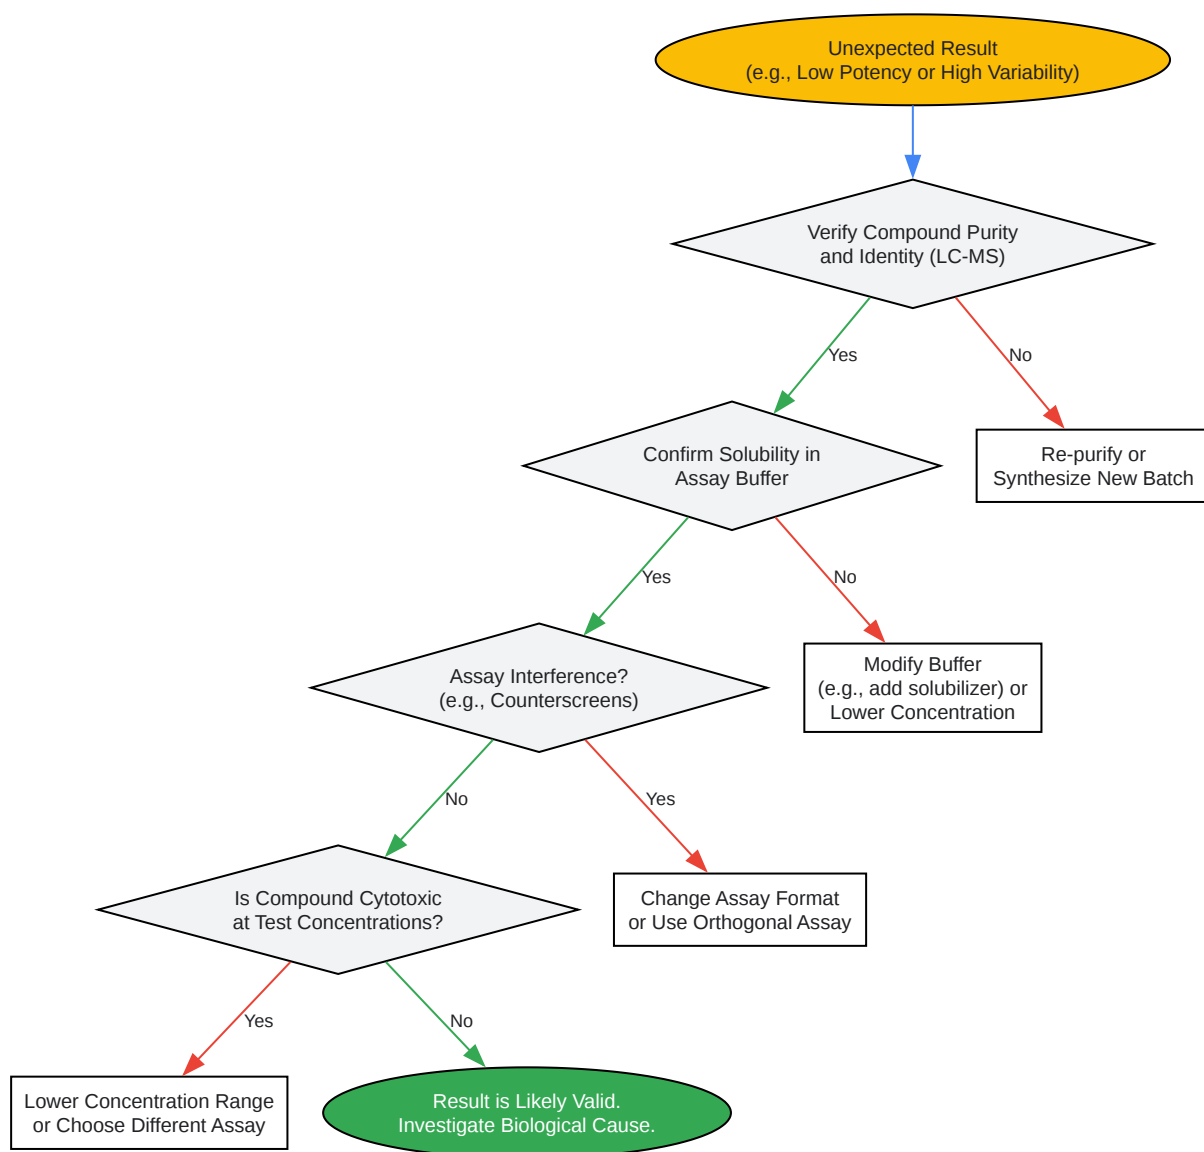 Unexpected Result
(e.g., Low Potency or High Variability)
Verify Compound Purity
and Identity (LC-MS)
Yes
No
Confirm Solubility in
Assay Buffer
Re-purify or
Synthesize New Batch
Yes
No
Assay Interference?
(e.g., Counterscreens)
Modify Buffer
(e.g., add solubilizer) or
Lower Concentration
No
Yes
Is Compound Cytotoxic
at Test Concentrations?
Change Assay Format
or Use Orthogonal Assay
Yes
No
Lower Concentration Range
or Choose Different Assay
Result is Likely Valid.
Investigate Biological Cause.